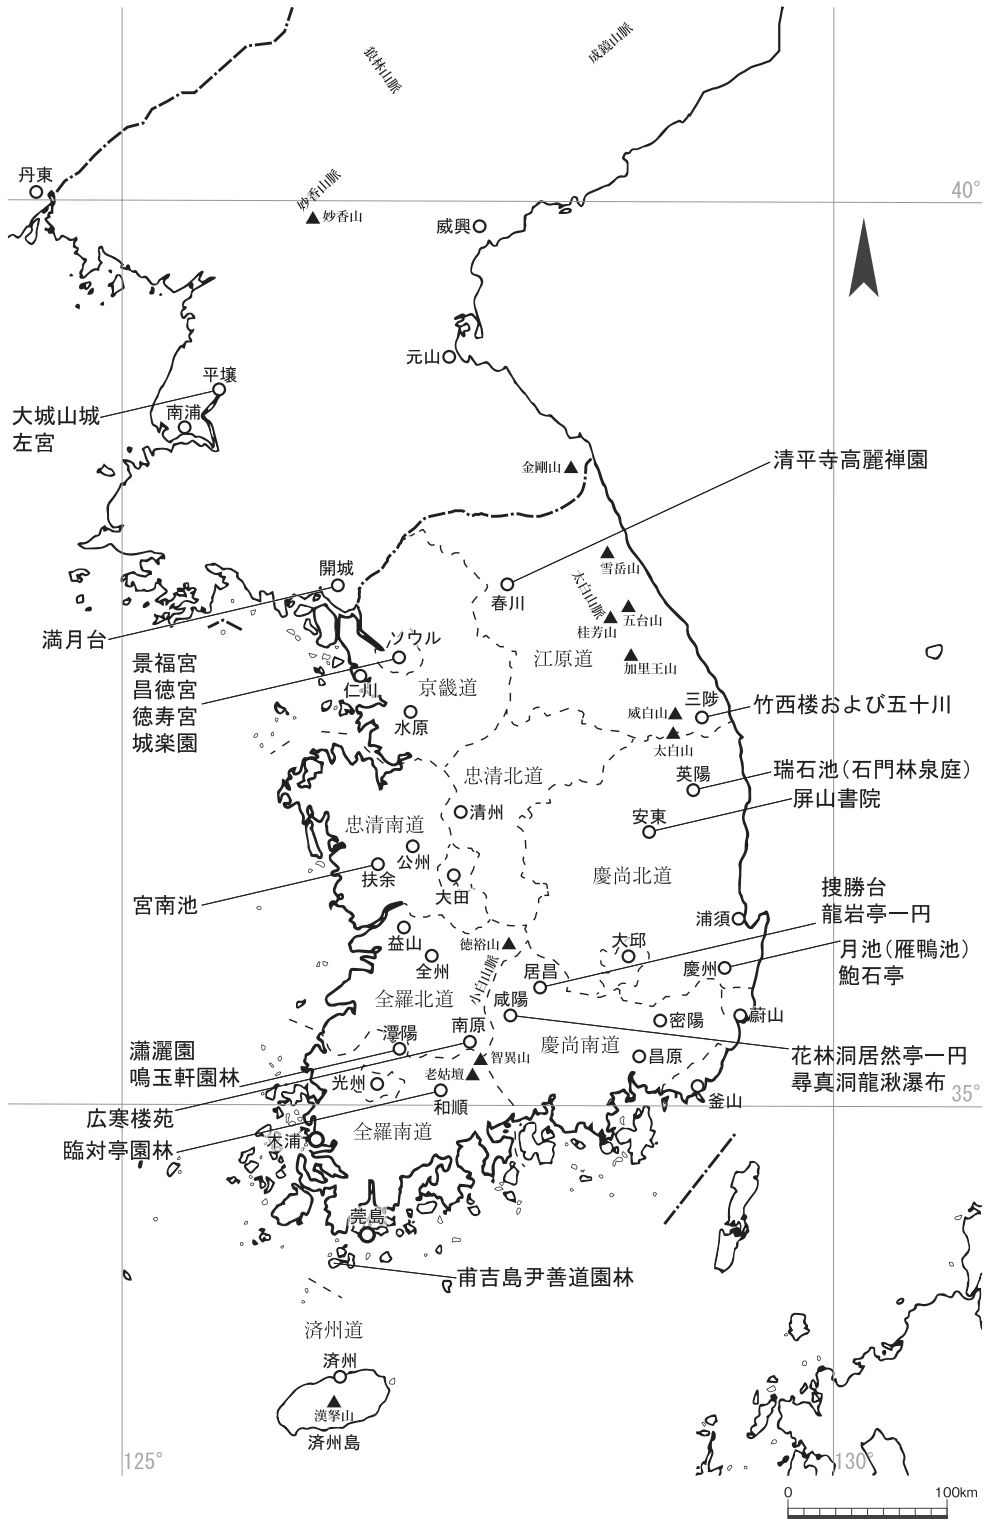 狼林山脈
成鏡山脈
丹東
40°
妙香山脈
妙香山
威興
元山
平壌
大城山城
左宮
南浦
清平寺高麗禅園
金剛山
雪岳山
開城
太白山脈
春川
五台山
桂芳山
満月台
ソウル
江原道
加里王山
景福宮
昌徳宮
徳寿宮
城楽園
仁川
京畿道
三陟
竹西楼および五十川
威白山
水原
太白山
忠清北道
英陽
瑞石池（石門林泉庭）
屏山書院
清州
安東
忠清南道
公州
扶余
慶尚北道
大田
捜勝台
龍岩亭一円
宮南池
浦須
益山
徳裕山
大邱
月池（雁鴨池）
鮑石亭
全州
居昌
慶州
小白山脈
全羅北道
咸陽
密陽
蔚山
潭陽
南原
瀟灑園
鳴玉軒園林
慶尚南道
花林洞居然亭一円
尋真洞龍湫瀑布
智異山
昌原
老姑壇
光州
釜山
35°
和順
広寒楼苑
全羅南道
木浦
臨対亭園林
莞島
甫吉島尹善道園林
済州道
済州
漢拏山
済州島
125°
130°
0
100km